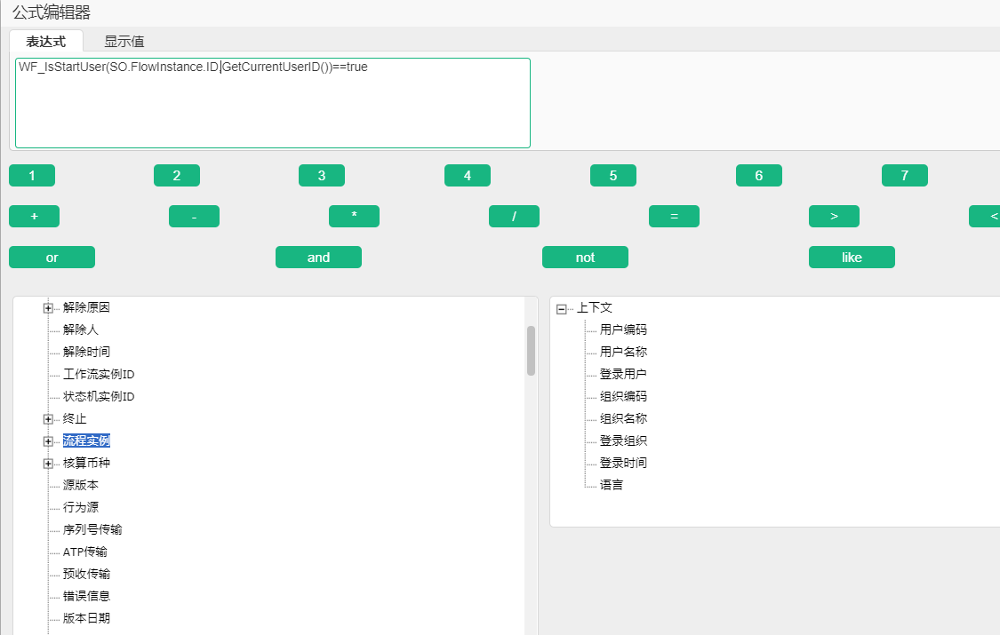 公式编辑器
表达式 显示值
WF_IsStartUser(SO.FlowInstance.ID,GetCurrentUserID())==true
1 2 3 4 5 6 7
+ - * / = > <
or and not like
解除原因
解除人
解除时间
工作流实例ID
状态机实例ID
终止
流程实例
核算币种
源版本
行为源
序列号传输
ATP传输
预收传输
错误信息
版本日期
上下文
用户编码
用户名称
登录用户
组织编码
组织名称
登录组织
登录时间
语言